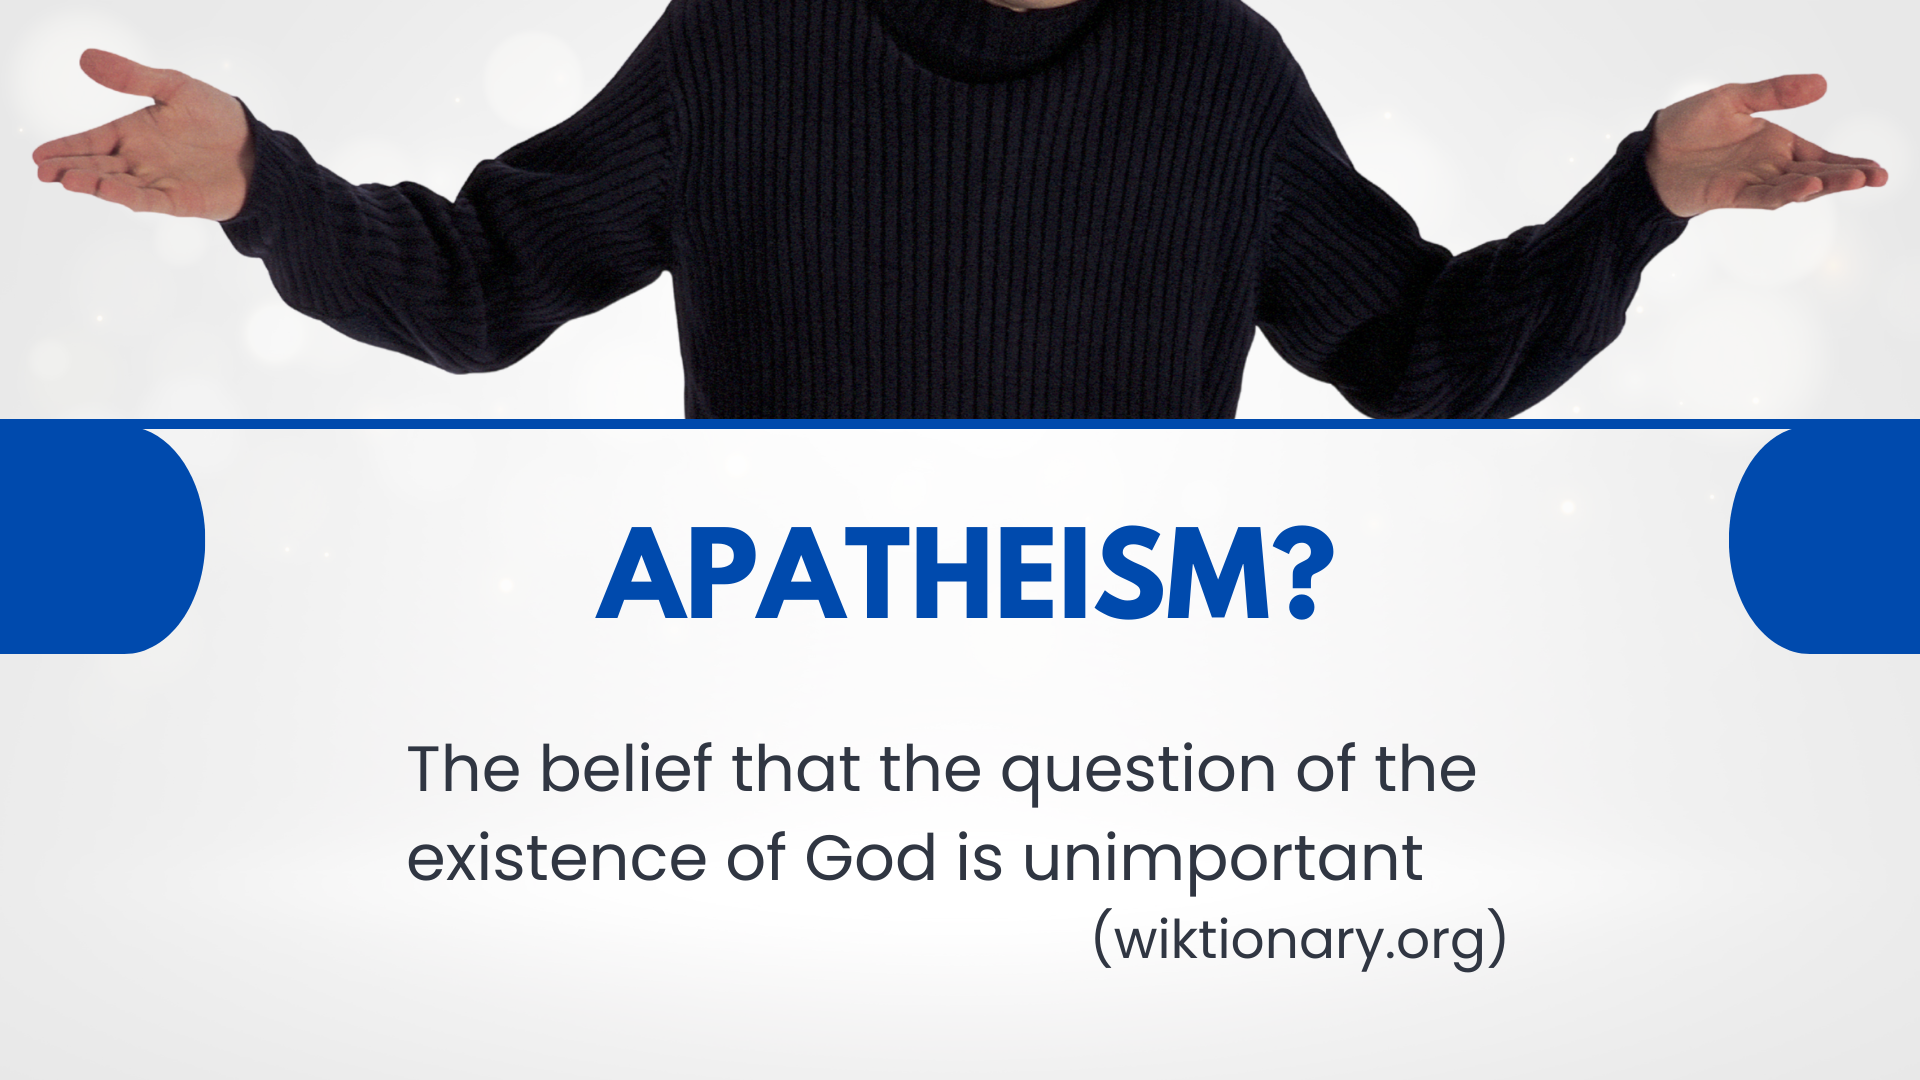 APATHEISM?
The belief that the question of the
existence of God is unimportant
(wiktionary.org)